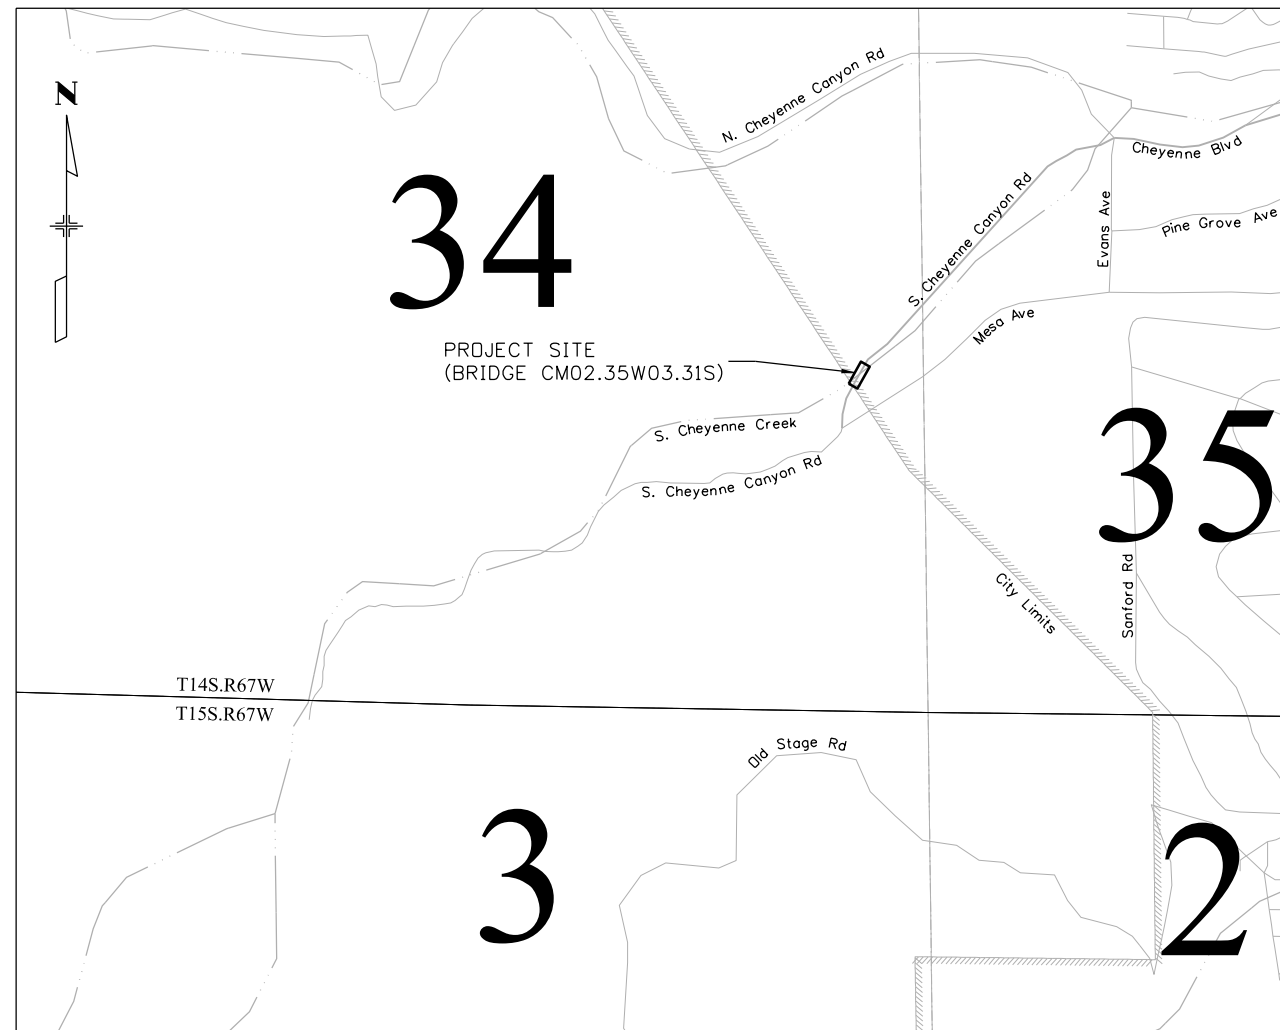 N
N. Cheyenne Canyon Rd
Cheyenne Blvd
34
S. Cheyenne Canyon Rd
Evans Ave
Pine Grove Ave
Mesa Ave
PROJECT SITE
(BRIDGE CM02.35W03.31S)
S. Cheyenne Creek
S. Cheyenne Canyon Rd
35
City Limits
Sanford Rd
T14S.R67W
T15S.R67W
Old Stage Rd
3
2